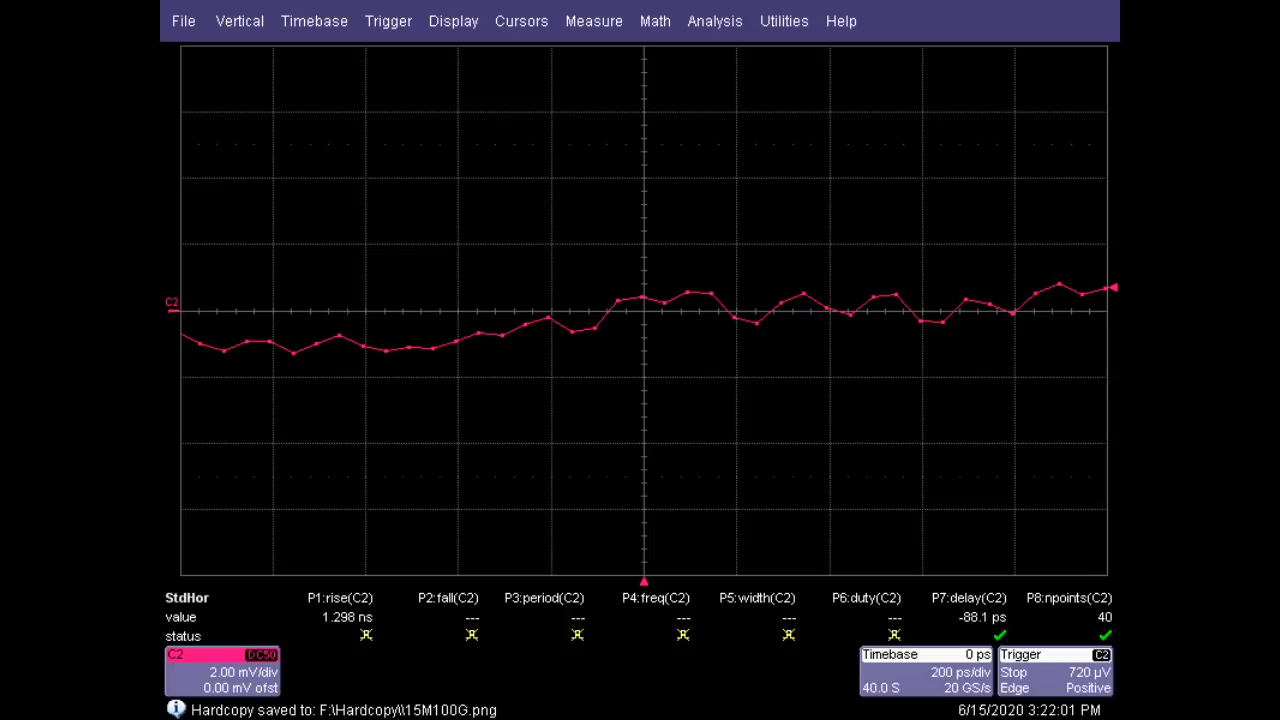 File Vertical Timebase Trigger Display Cursors Measure Math Analysis Utilities Help
C2
StdHor P1:rise(C2) P2:fall(C2) P3:period(C2) P4:freq(C2) P5:width(C2) P6:duty(C2) P7:delay(C2) P8:npoints(C2)
value 1.298 ns --- --- --- --- --- -88.1 ps 40
status
C2 DC50
2.00 mV/div
0.00 mV ofst
Timebase 0 ps
200 ps/div
40.0 S 20 GS/s
Trigger C2
Stop 720 µV
Edge Positive
Hardcopy saved to: F:\Hardcopy\\15M100G.png
6/15/2020 3:22:01 PM